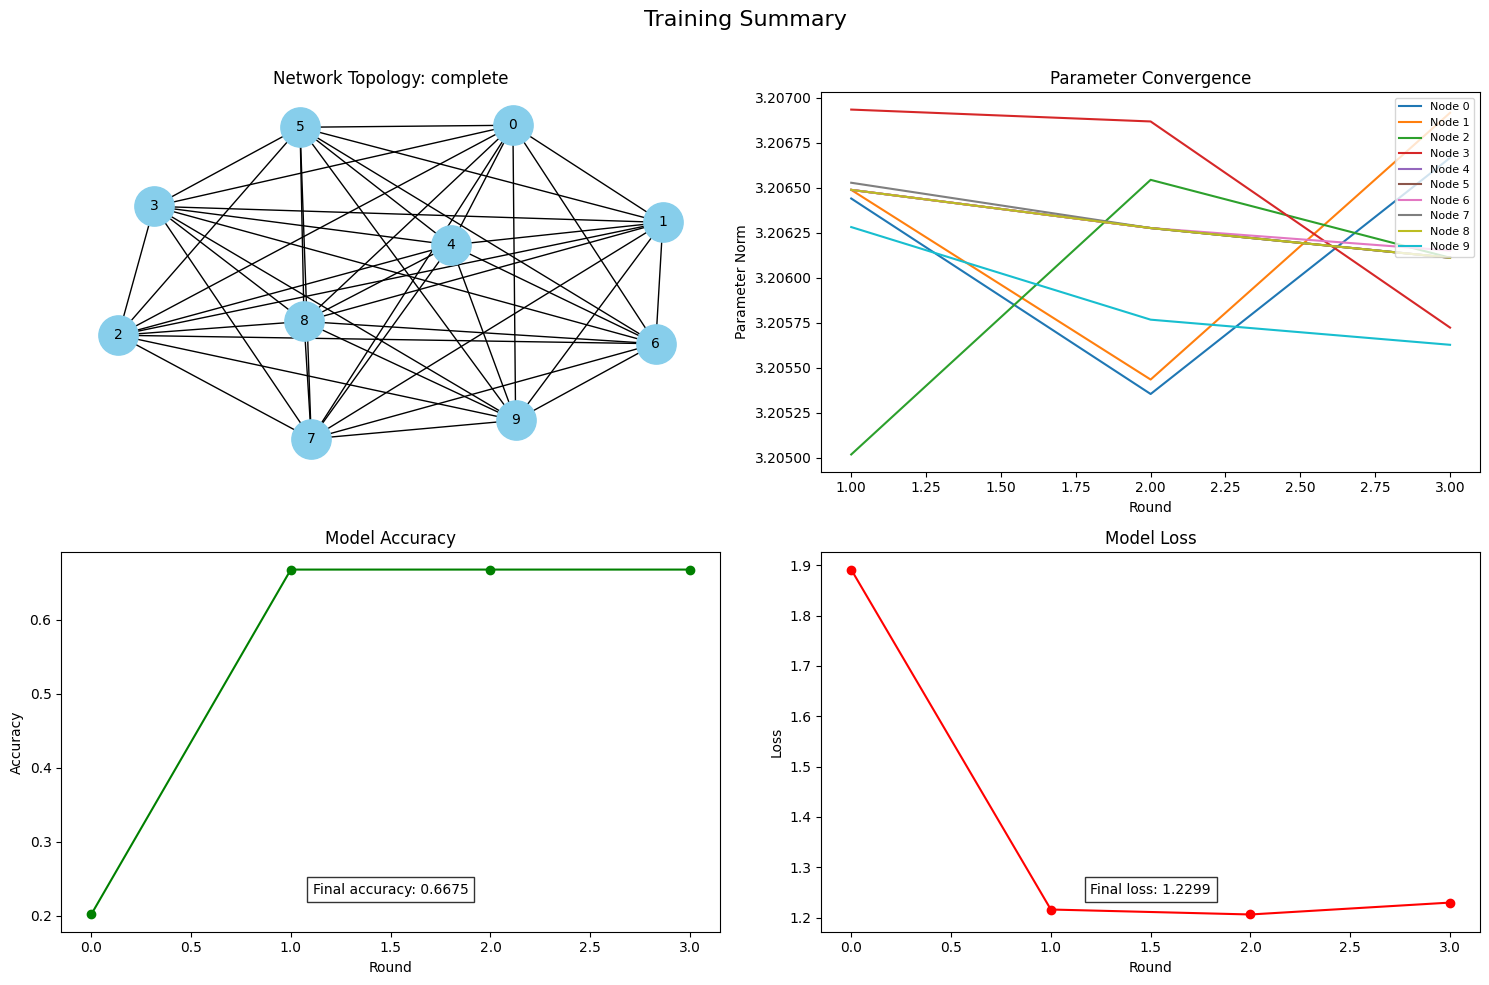 Training Summary
Network Topology: complete
5
0
3
1
4
8
2
6
9
7
Parameter Convergence
3.20700
3.20675
3.20650
3.20625
3.20600
3.20575
3.20550
3.20525
3.20500
Parameter Norm
Node 0
Node 1
Node 2
Node 3
Node 4
Node 5
Node 6
Node 7
Node 8
Node 9
1.00 1.25 1.50 1.75 2.00 2.25 2.50 2.75 3.00
Round
Model Accuracy
0.6
0.5
0.4
0.3
0.2
Accuracy
Final accuracy: 0.6675
0.0 0.5 1.0 1.5 2.0 2.5 3.0
Round
Model Loss
1.9
1.8
1.7
1.6
1.5
1.4
1.3
1.2
Loss
Final loss: 1.2299
0.0 0.5 1.0 1.5 2.0 2.5 3.0
Round